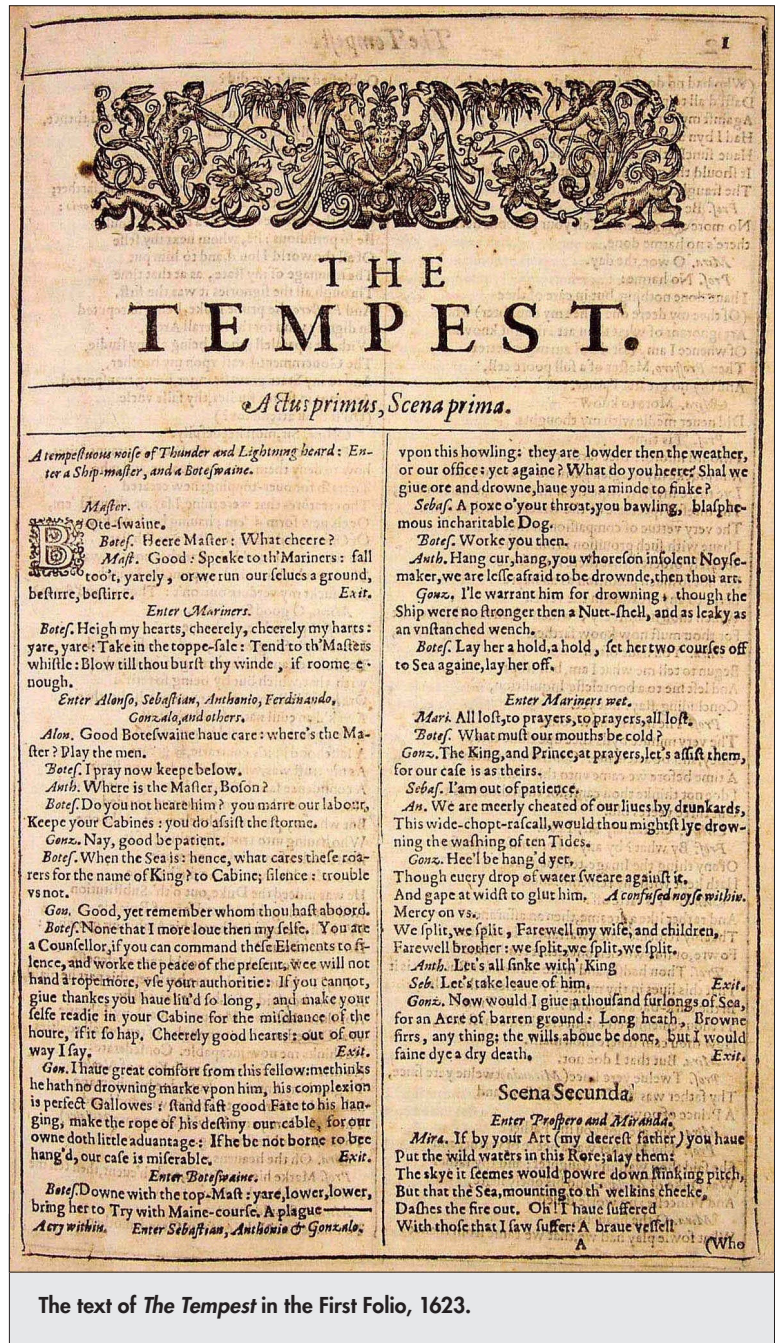 1
THE
TEMPEST.
Actus primus, Scena prima.
A tempestuous noise of Thunder and Lightning heard: En-
ter a Ship-master, and a Boteswaine.
Master.
BOte-swaine.
Botes. Heere Master: What cheere?
Mast. Good: Speake to th'Mariners: fall
too't, yarely, or we run our selues a ground,
bestirre, bestirre. Exit.
Enter Mariners.
Botes. Heigh my hearts, cheerely, cheerely my harts:
yare, yare: Take in the toppe-sale: Tend to th'Masters
whistle: Blow till thou burst thy winde, if roome e-
nough.
Enter Alonso, Sebastian, Anthonio, Ferdinando,
Gonzalo, and others.
Alon. Good Boteswaine haue care: where's the Ma-
ster? Play the men.
Botes. I pray now keepe below.
Auth. Where is the Master, Boson?
Botes. Do you not heare him? you marre our labour,
Keepe your Cabines: you do assist the storme.
Gonz. Nay, good be patient.
Botes. When the Sea is: hence, what cares these roa-
rers for the name of King? to Cabine; silence: trouble
vs not.
Gon. Good, yet remember whom thou hast aboord.
Botes. None that I more loue then my selfe. You are
a Counsellor, if you can command these Elements to si-
lence, and worke the peace of the present, wee will not
hand a rope more, vse your authoritie: If you cannot,
giue thankes you haue liu'd so long, and make your
selfe readie in your Cabine for the mischance of the
houre, if it so hap. Cheerely good hearts: out of our
way I say. Exit.
Gon. I haue great comfort from this fellow: methinks
he hath no drowning marke vpon him, his complexion
is perfect Gallowes: stand fast good Fate to his han-
ging, make the rope of his destiny our cable, for our
owne doth little aduantage: If he be not borne to bee
hang'd, our case is miserable. Exit.
Enter Boteswaine.
Botes. Downe with the top-Mast: yare, lower, lower,
bring her to Try with Maine-course. A plague——
A cry within. Enter Sebastian, Anthonio & Gonzalo.
vpon this howling: they are lowder then the weather,
or our office: yet againe? What do you heere? Shal we
giue ore and drowne, haue you a minde to sinke?
Sebas. A poxe o'your throat, you bawling, blasphe-
mous incharitable Dog.
Botes. Worke you then.
Anth. Hang cur, hang, you whoreson insolent Noyse-
maker, we are lesse afraid to be drownde, then thou art.
Gonz. I'le warrant him for drowning, though the
Ship were no stronger then a Nutt-shell, and as leaky as
an vnstanched wench.
Botes. Lay her a hold, a hold, set her two courses off
to Sea againe, lay her off.
Enter Mariners wet.
Mari. All lost, to prayers, to prayers, all lost.
Botes. What must our mouths be cold?
Gonz. The King, and Prince, at prayers, let's assist them,
for our case is as theirs.
Sebas. I'am out of patience.
An. We are meerly cheated of our liues by drunkards,
This wide-chopt-rascall, would thou mightst lye drow-
ning the washing of ten Tides.
Gonz. Hee'l be hang'd yet,
Though euery drop of water sweare against it,
And gape at widst to glut him. A confused noyse within.
Mercy on vs.
We split, we split, Farewell my wife, and children,
Farewell brother: we split, we split, we split.
Anth. Let's all sinke with' King
Seb. Let's take leaue of him. Exit.
Gonz. Now would I giue a thousand furlongs of Sea,
for an Acre of barren ground: Long heath, Browne
firrs, any thing; the wills aboue be done, but I would
faine dye a dry death. Exit.
Scena Secunda.
Enter Prospero and Miranda.
Mira. If by your Art (my deerest father) you haue
Put the wild waters in this Rore; alay them:
The skye it seemes would powre down stinking pitch,
But that the Sea, mounting to th' welkins cheeke,
Dashes the fire out. Oh! I haue suffered
With those that I saw suffer: A braue vessell
A (Who
The text of The Tempest in the First Folio, 1623.